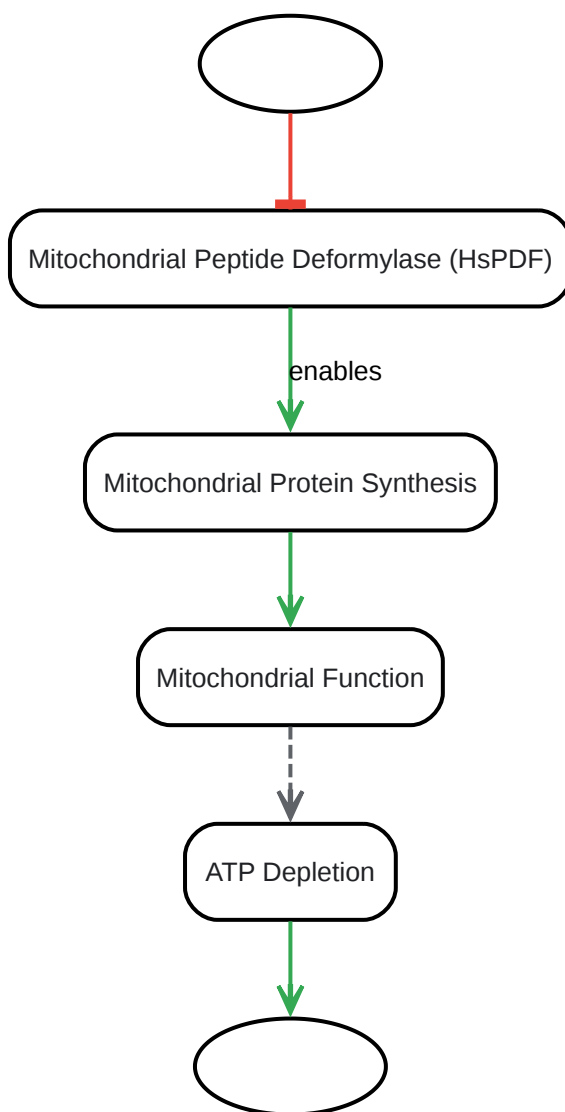 Mitochondrial Peptide Deformylase (HsPDF)
enables
Mitochondrial Protein Synthesis
Mitochondrial Function
ATP Depletion